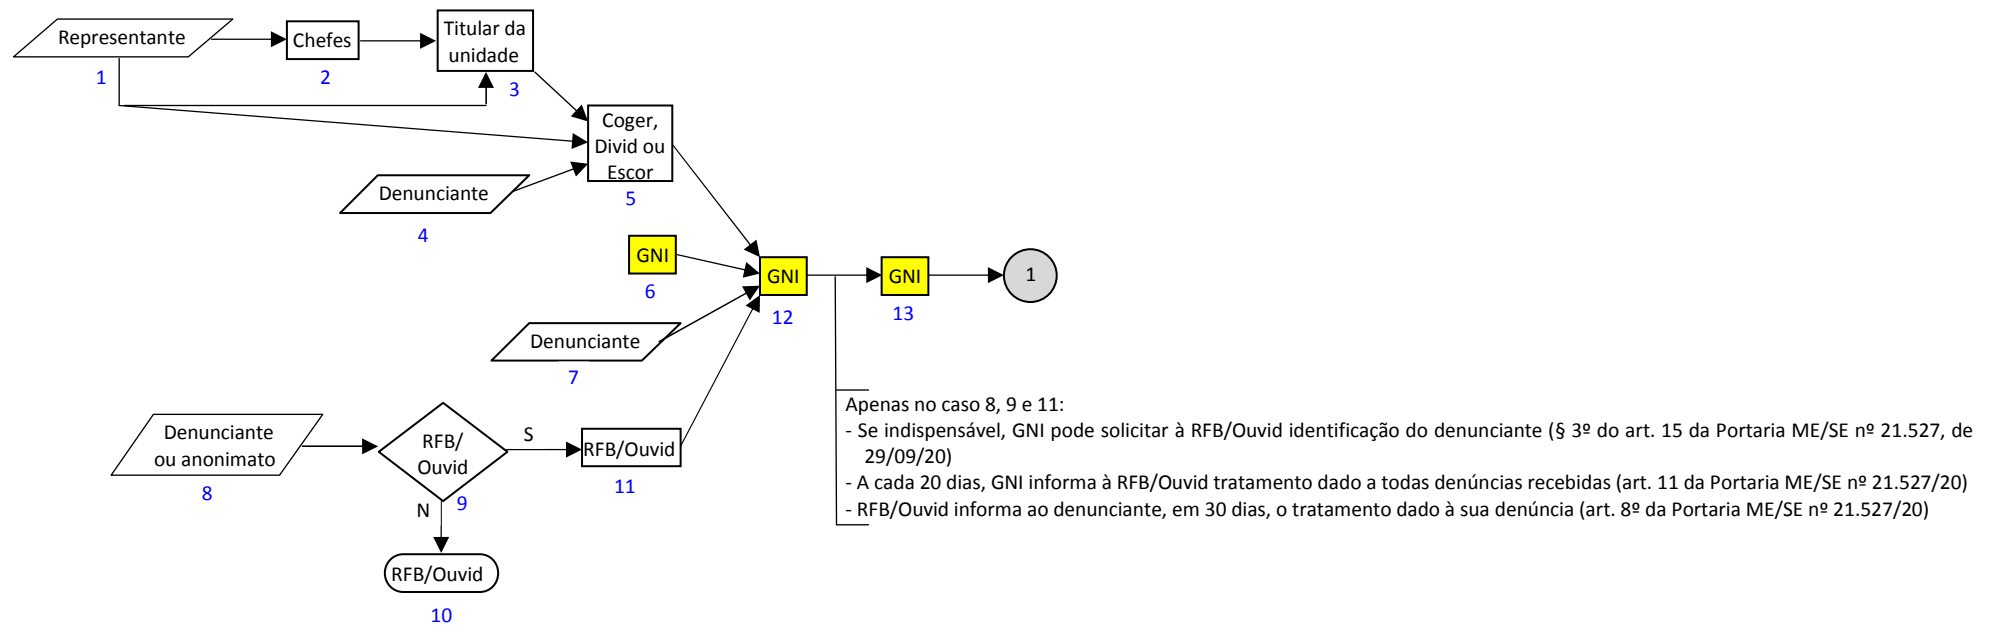 Representante
1
Chefes
2
Titular da
unidade
3
Coger,
Divid ou
Escor
5
Denunciante
4
GNI
6
GNI
12
GNI
13
1
Denunciante
7
Denunciante
ou anonimato
8
RFB/
Ouvid
9
S
N
RFB/Ouvid
11
RFB/Ouvid
10
Apenas no caso 8, 9 e 11:
- Se indispensável, GNI pode solicitar à RFB/Ouvid identificação do denunciante (§ 3º do art. 15 da Portaria ME/SE nº 21.527, de
29/09/20)
- A cada 20 dias, GNI informa à RFB/Ouvid tratamento dado a todas denúncias recebidas (art. 11 da Portaria ME/SE nº 21.527/20)
- RFB/Ouvid informa ao denunciante, em 30 dias, o tratamento dado à sua denúncia (art. 8º da Portaria ME/SE nº 21.527/20)